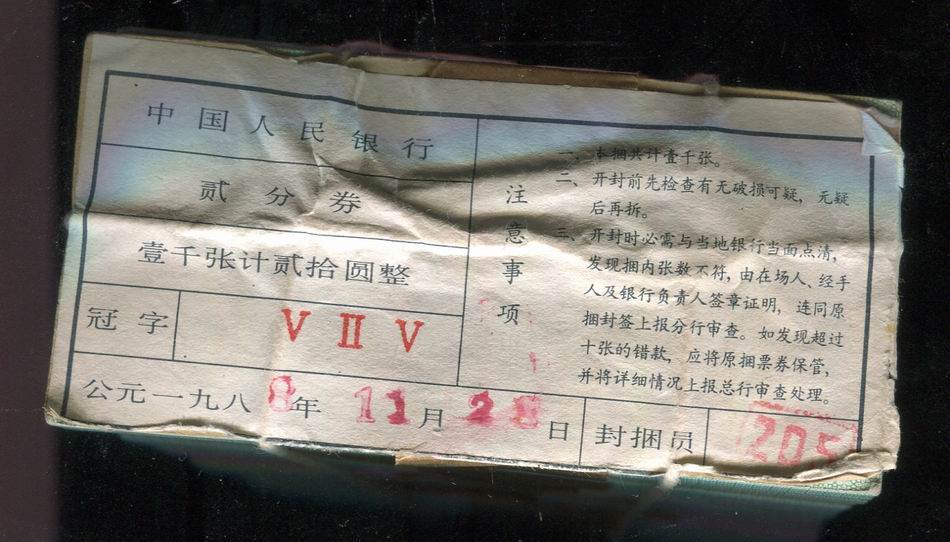 中国人民银行
贰分券
壹千张计贰拾圆整
冠字 V II V
公元一九八8年 11月 28日
注意事项
一、本捆共计壹千张。
二、开封前先检查有无破损可疑，无疑
后再拆。
三、开封时必需与当地银行当面点清，
发现捆内张数不符，由在场人、经手
人及银行负责人签章证明，连同原
捆封签上报分行审查。如发现超过
十张的错款，应将原捆票券保管，
并将详细情况上报总行审查处理。
封捆员 205